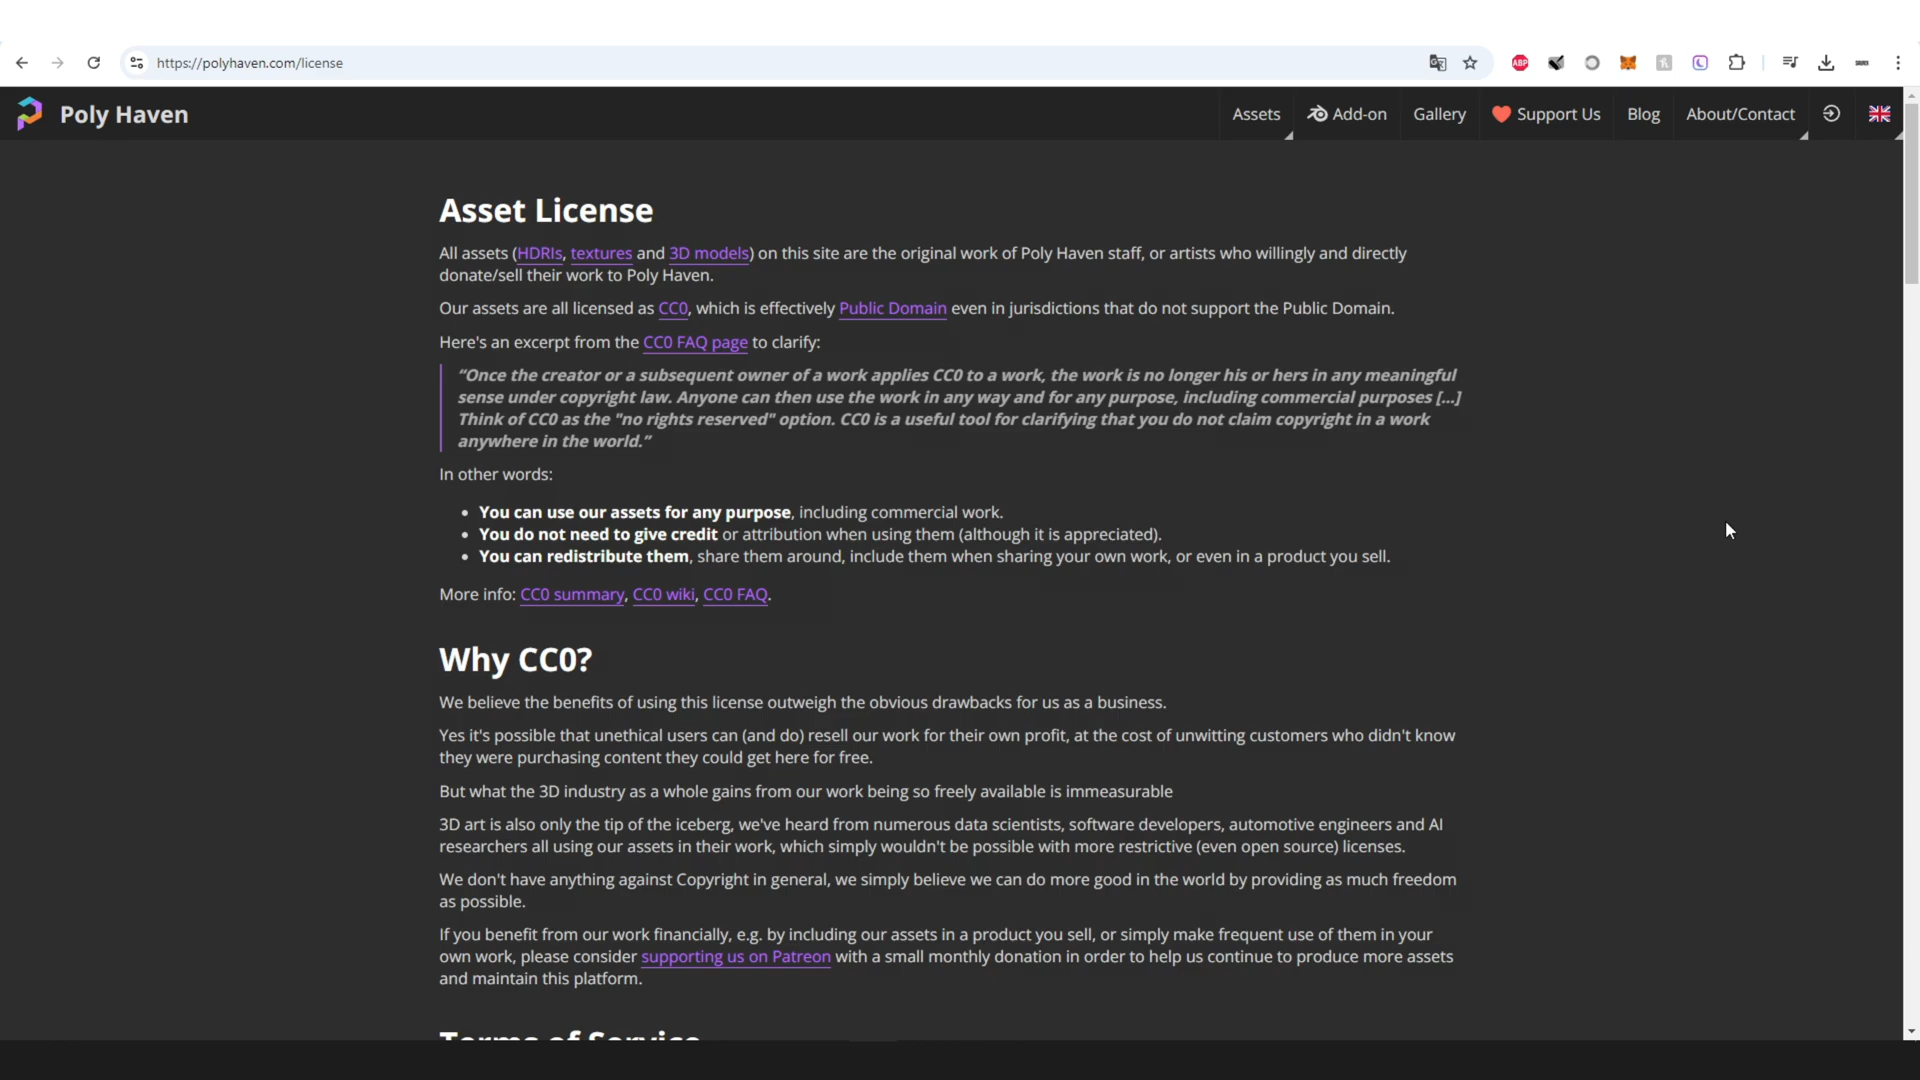 https://polyhaven.com/license
ABP
Poly Haven
Assets
Add-on
Gallery
Support Us
Blog
About/Contact
Asset License
All assets (HDRIs, textures and 3D models) on this site are the original work of Poly Haven staff, or artists who willingly and directly
donate/sell their work to Poly Haven.
Our assets are all licensed as CC0, which is effectively Public Domain even in jurisdictions that do not support the Public Domain.
Here's an excerpt from the CC0 FAQ page to clarify:
“Once the creator or a subsequent owner of a work applies CC0 to a work, the work is no longer his or hers in any meaningful
sense under copyright law. Anyone can then use the work in any way and for any purpose, including commercial purposes [...]
Think of CC0 as the "no rights reserved" option. CC0 is a useful tool for clarifying that you do not claim copyright in a work
anywhere in the world.”
In other words:
• You can use our assets for any purpose, including commercial work.
• You do not need to give credit or attribution when using them (although it is appreciated).
• You can redistribute them, share them around, include them when sharing your own work, or even in a product you sell.
More info: CC0 summary, CC0 wiki, CC0 FAQ.
Why CC0?
We believe the benefits of using this license outweigh the obvious drawbacks for us as a business.
Yes it's possible that unethical users can (and do) resell our work for their own profit, at the cost of unwitting customers who didn't know
they were purchasing content they could get here for free.
But what the 3D industry as a whole gains from our work being so freely available is immeasurable
3D art is also only the tip of the iceberg, we've heard from numerous data scientists, software developers, automotive engineers and AI
researchers all using our assets in their work, which simply wouldn't be possible with more restrictive (even open source) licenses.
We don't have anything against Copyright in general, we simply believe we can do more good in the world by providing as much freedom
as possible.
If you benefit from our work financially, e.g. by including our assets in a product you sell, or simply make frequent use of them in your
own work, please consider supporting us on Patreon with a small monthly donation in order to help us continue to produce more assets
and maintain this platform.
Terms of Service